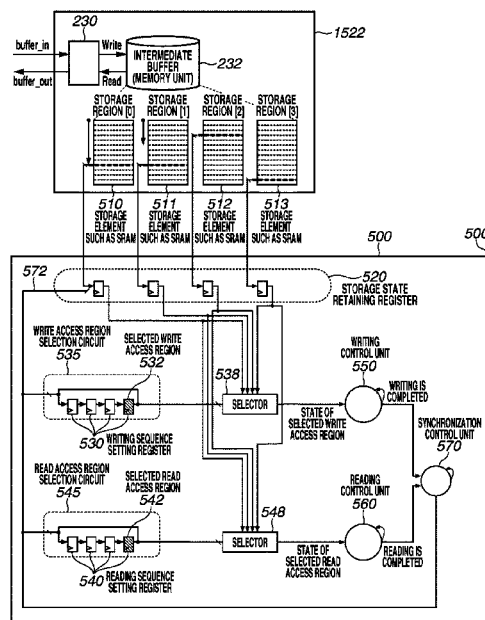 230
1522
buffer_in
Write
buffer_out
Read
INTERMEDIATE
BUFFER
(MEMORY UNIT)
232
STORAGE
REGION [0]
STORAGE
REGION [1]
STORAGE
REGION [2]
STORAGE
REGION [3]
510
511
512
513
STORAGE
ELEMENT
SUCH AS SRAM
STORAGE
ELEMENT
SUCH AS SRAM
STORAGE
ELEMENT
SUCH AS SRAM
STORAGE
ELEMENT
SUCH AS SRAM
500
500
572
520
STORAGE STATE
RETAINING REGISTER
WRITE ACCESS
REGION
SELECTION CIRCUIT
535
SELECTED WRITE
ACCESS REGION
532
538
SELECTOR
WRITING
CONTROL UNIT
550
WRITING IS
COMPLETED
STATE OF
SELECTED WRITE
ACCESS REGION
530
WRITING SEQUENCE
SETTING REGISTER
SYNCHRONIZATION
CONTROL UNIT
570
READ ACCESS
REGION
SELECTION CIRCUIT
545
SELECTED READ
ACCESS REGION
542
548
SELECTOR
READING
CONTROL UNIT
560
STATE OF
SELECTED READ
ACCESS REGION
READING IS
COMPLETED
540
READING SEQUENCE
SETTING REGISTER